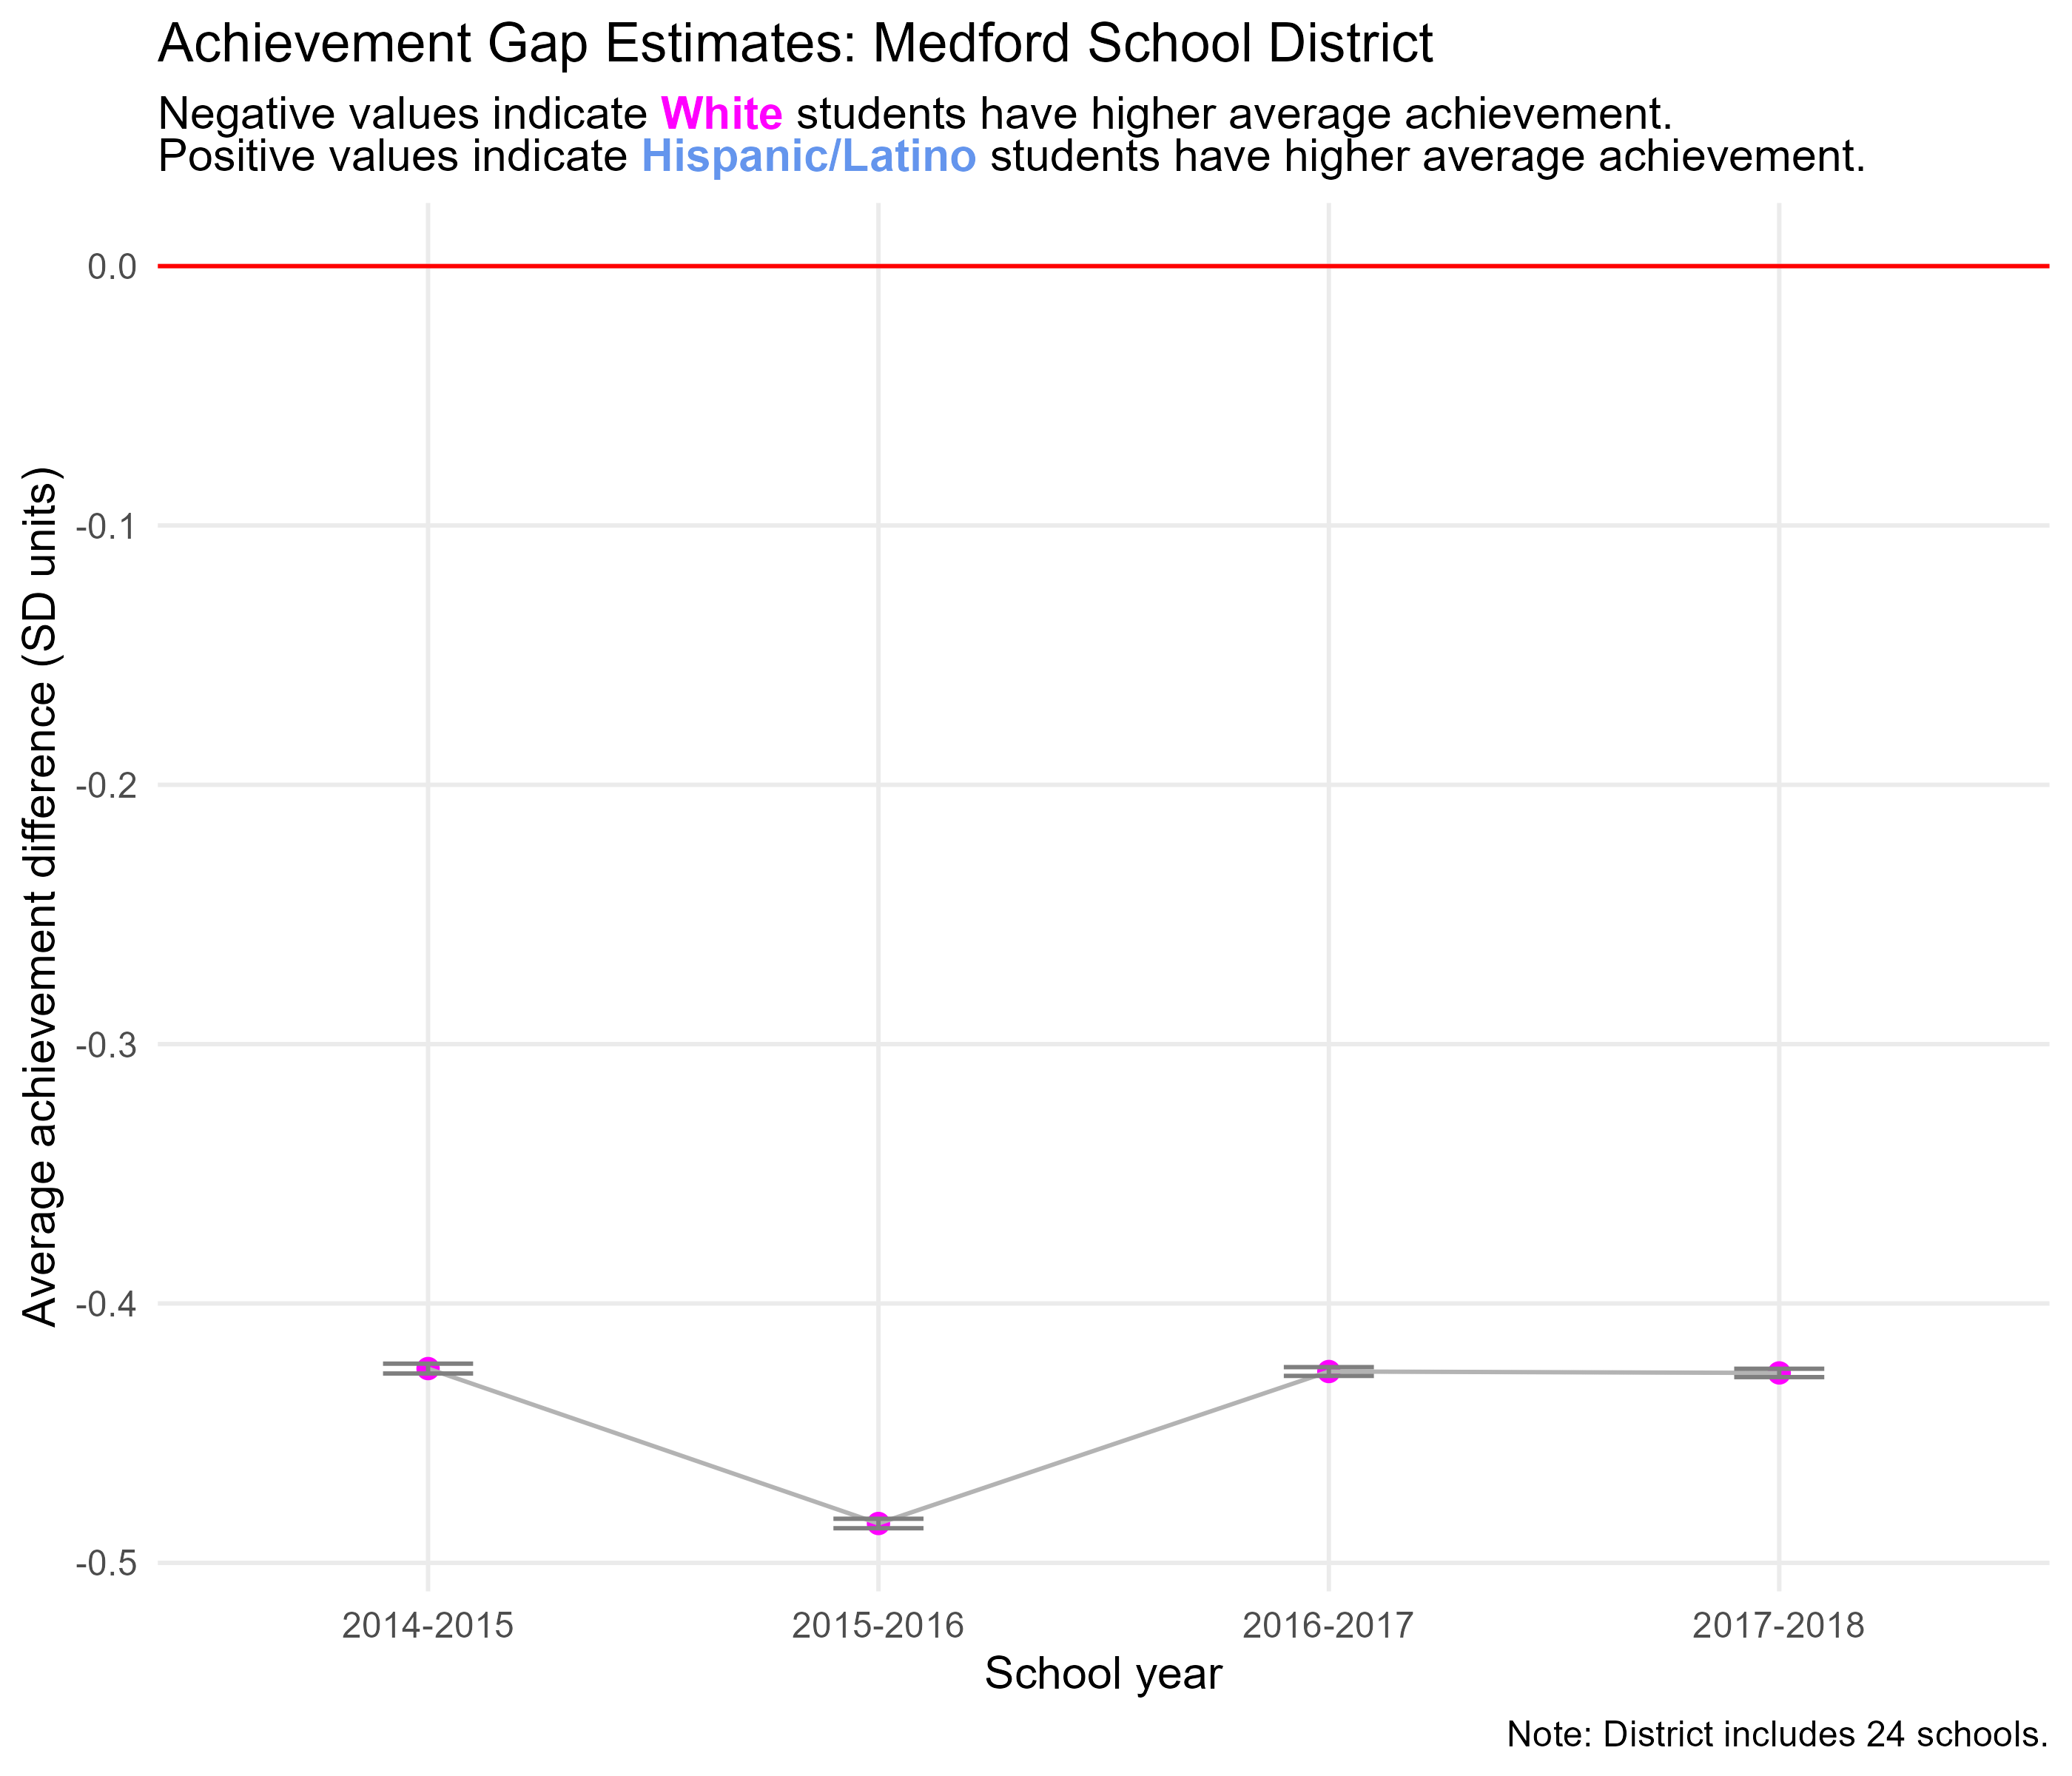 Achievement Gap Estimates: Medford School District
Negative values indicate White students have higher average achievement.
Positive values indicate Hispanic/Latino students have higher average achievement.
Average achievement difference (SD units)
0.0
-0.1
-0.2
-0.3
-0.4
-0.5
2014-2015
2015-2016
2016-2017
2017-2018
School year
Note: District includes 24 schools.